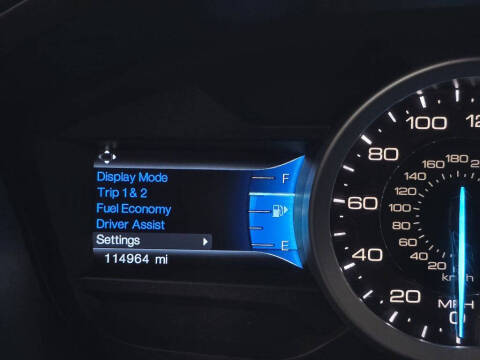 Display Mode
Trip 1 & 2
Fuel Economy
Driver Assist
Settings
114964 mi
F
E
100
80
60
40
20
0
MPH
180
160
140
120
100
80
60
40
20
km/h